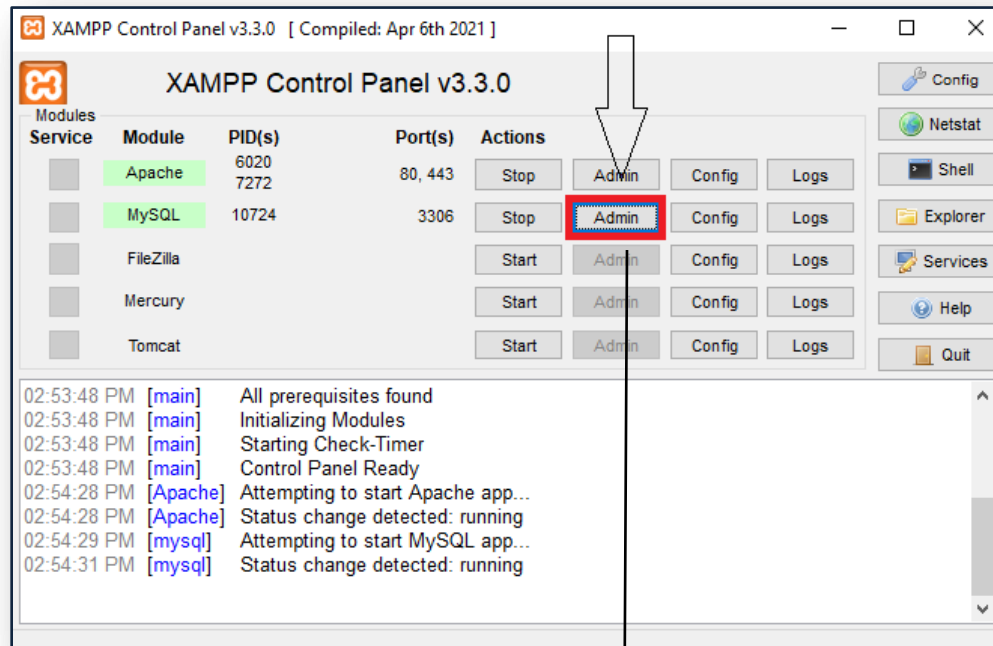 XAMPP Control Panel v3.3.0 [ Compiled: Apr 6th 2021 ]
XAMPP Control Panel v3.3.0
Config
Modules
Service Module PID(s) Port(s) Actions
Netstat
Apache 6020 7272 80, 443 Stop Admin Config Logs
Shell
MySQL 10724 3306 Stop Admin Config Logs
Explorer
FileZilla Start Admin Config Logs
Services
Mercury Start Admin Config Logs
Help
Tomcat Start Admin Config Logs
Quit
02:53:48 PM [main] All prerequisites found
02:53:48 PM [main] Initializing Modules
02:53:48 PM [main] Starting Check-Timer
02:53:48 PM [main] Control Panel Ready
02:54:28 PM [Apache] Attempting to start Apache app...
02:54:28 PM [Apache] Status change detected: running
02:54:29 PM [mysql] Attempting to start MySQL app...
02:54:31 PM [mysql] Status change detected: running